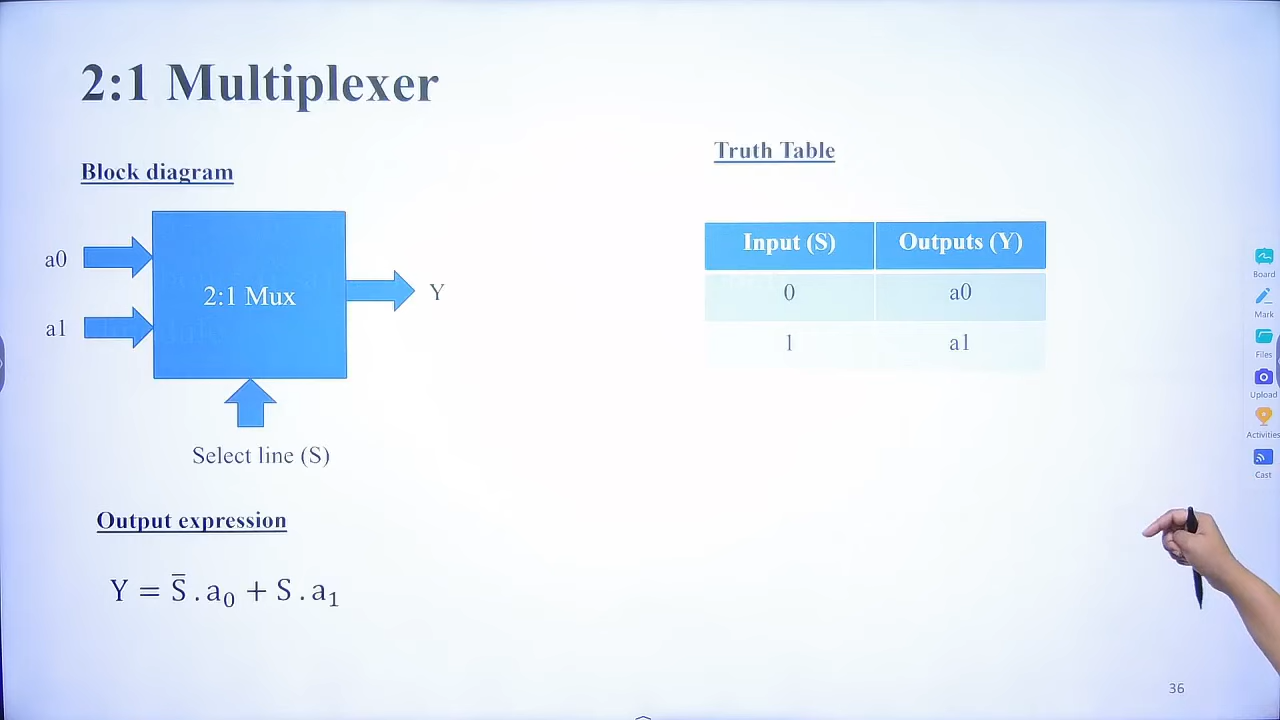 2:1 Multiplexer
Block diagram
a0
a1
2:1 Mux
Y
Select line (S)
Output expression
Y = S̄ . a₀ + S . a₁
Truth Table
Input (S) Outputs (Y)
0 a0
1 a1
Board
Mark
Files
Upload
Activities
Cast
36